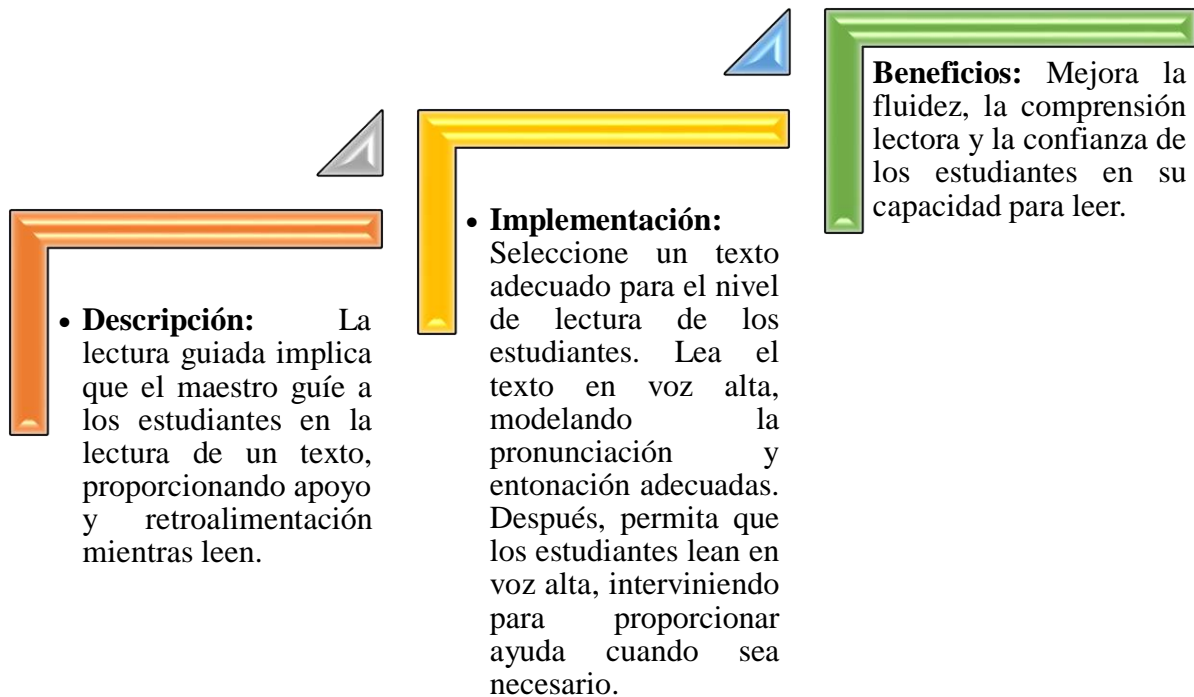 • Descripción: La
lectura guiada implica
que el maestro guíe a
los estudiantes en la
lectura de un texto,
proporcionando apoyo
y retroalimentación
mientras leen.
• Implementación:
Seleccione un texto
adecuado para el nivel
de lectura de los
estudiantes. Lea el
texto en voz alta,
modelando la
pronunciación y
entonación adecuadas.
Después, permita que
los estudiantes lean en
voz alta, interviniendo
para proporcionar
ayuda cuando sea
necesario.
Beneficios: Mejora la
fluidez, la comprensión
lectora y la confianza de
los estudiantes en su
capacidad para leer.